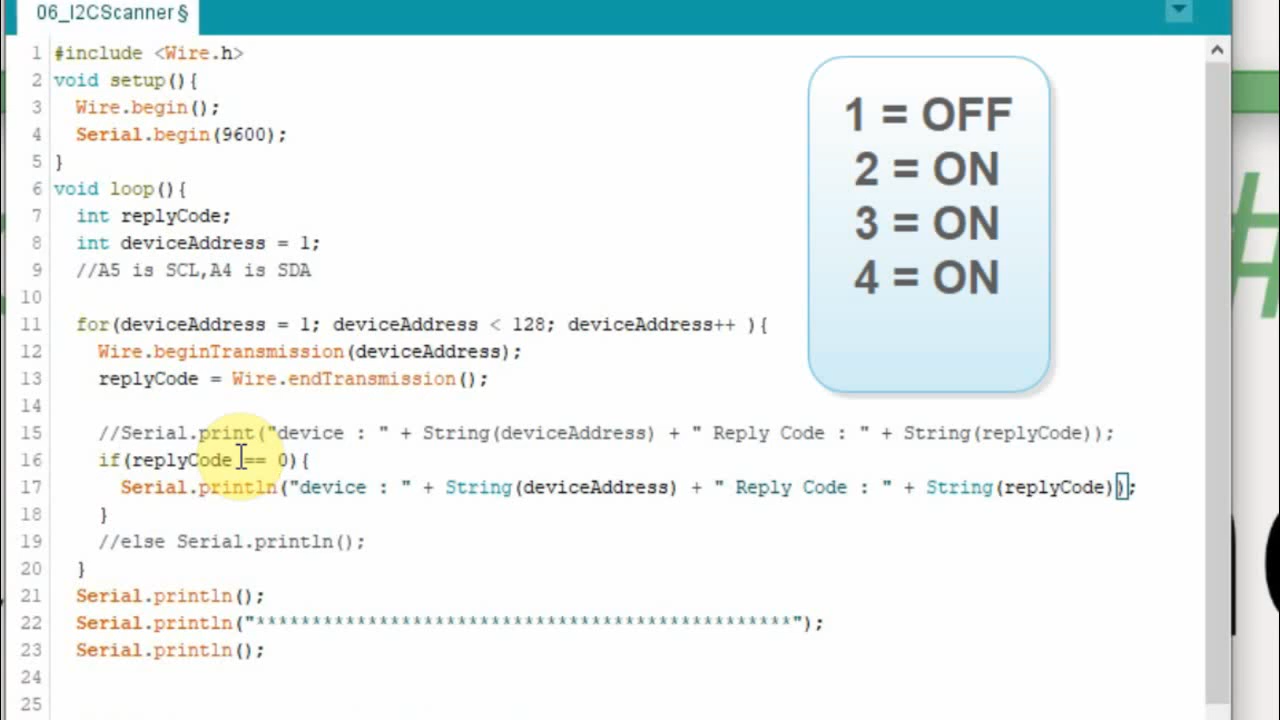 06_I2CScanner §
1 #include <Wire.h>
2 void setup(){
3 Wire.begin();
4 Serial.begin(9600);
5 }
6 void loop(){
7 int replyCode;
8 int deviceAddress = 1;
9 //A5 is SCL,A4 is SDA
10
11 for(deviceAddress = 1; deviceAddress < 128; deviceAddress++ ){
12 Wire.beginTransmission(deviceAddress);
13 replyCode = Wire.endTransmission();
14
15 //Serial.print("device : " + String(deviceAddress) + " Reply Code : " + String(replyCode));
16 if(replyCode == 0){
17 Serial.println("device : " + String(deviceAddress) + " Reply Code : " + String(replyCode));
18 }
19 //else Serial.println();
20 }
21 Serial.println();
22 Serial.println("************************************************");
23 Serial.println();
24
25
1 = OFF
2 = ON
3 = ON
4 = ON
#